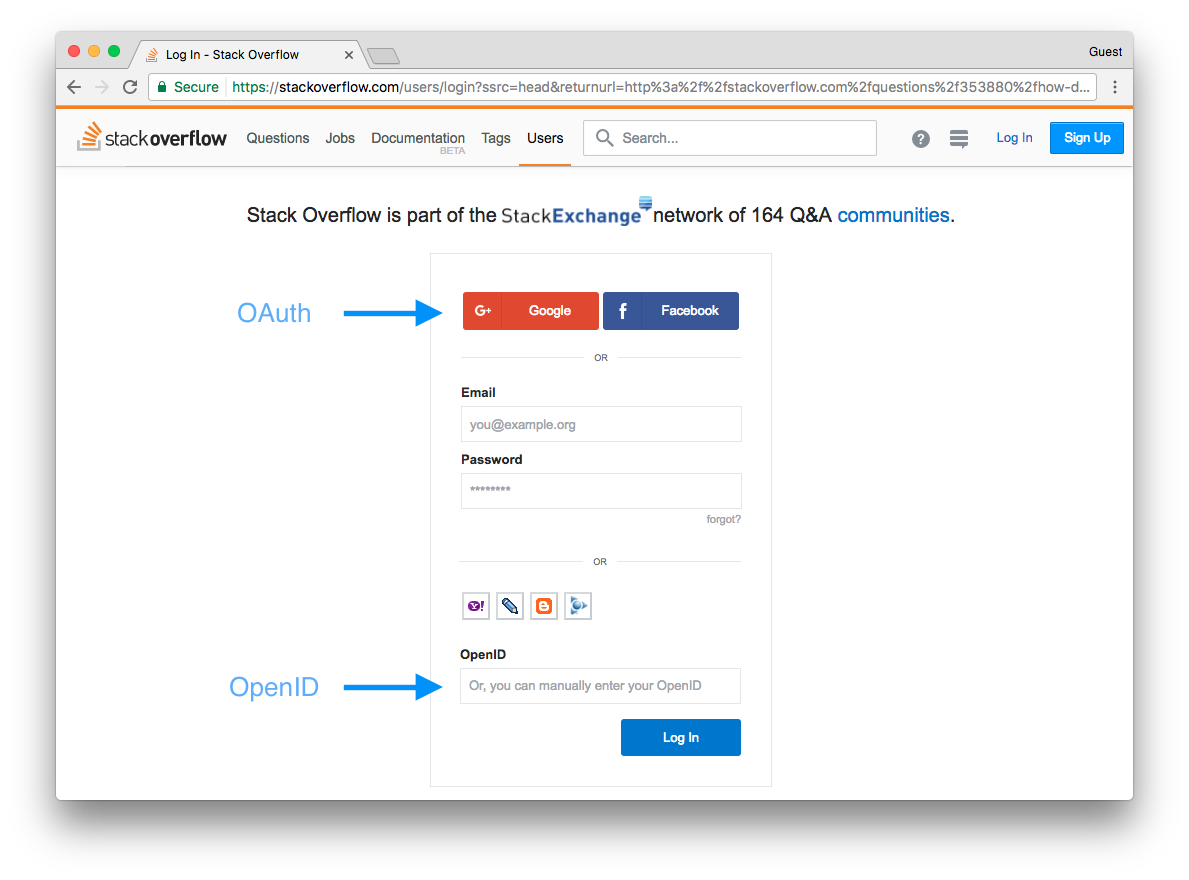 Log In - Stack Overflow
Guest
Secure https://stackoverflow.com/users/login?ssrc=head&returnurl=http%3a%2f%2fstackoverflow.com%2fquestions%2f353880%2fhow-d...
stackoverflow Questions Jobs Documentation Tags Users Search... ? Log In Sign Up
BETA
Stack Overflow is part of the StackExchange network of 164 Q&A communities.
OAuth G+ Google f Facebook
OR
Email
you@example.org
Password
********
forgot?
OR
Y!
B
OpenID
OpenID Or, you can manually enter your OpenID
Log In